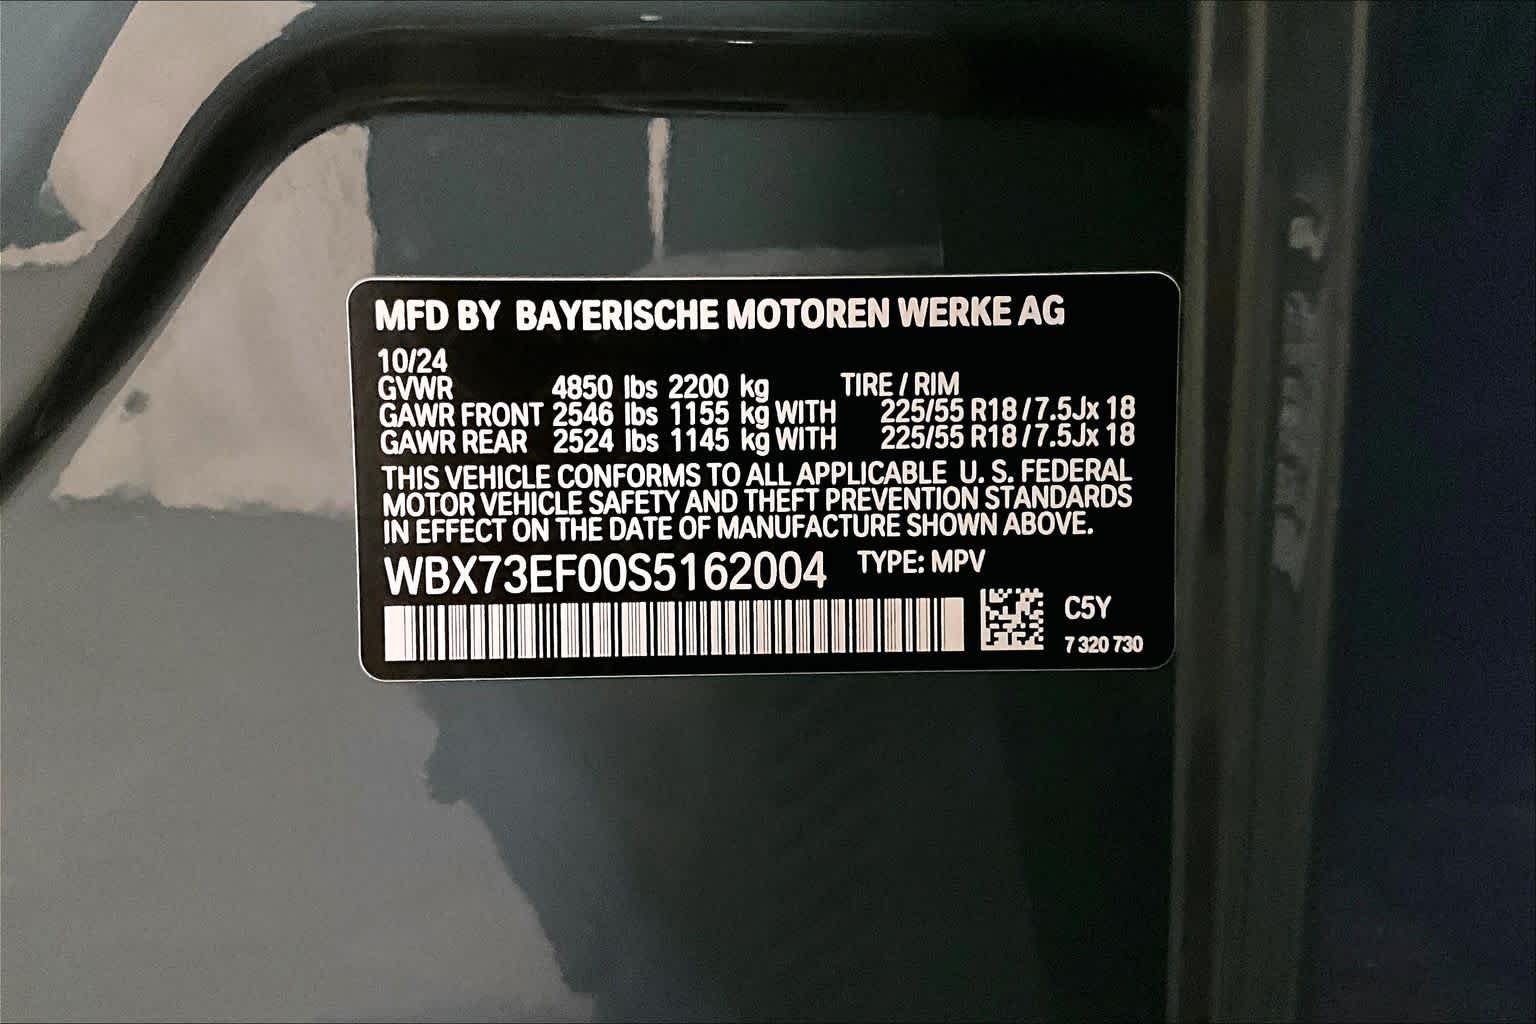 MFD BY BAYERISCHE MOTOREN WERKE AG
10/24
GVWR 4850 lbs 2200 kg TIRE / RIM
GAWR FRONT 2546 lbs 1155 kg WITH 225/55 R18 / 7.5Jx 18
GAWR REAR 2524 lbs 1145 kg WITH 225/55 R18 / 7.5Jx 18
THIS VEHICLE CONFORMS TO ALL APPLICABLE U. S. FEDERAL
MOTOR VEHICLE SAFETY AND THEFT PREVENTION STANDARDS
IN EFFECT ON THE DATE OF MANUFACTURE SHOWN ABOVE.
WBX73EF00S5162004 TYPE: MPV
C5Y
7 320 730